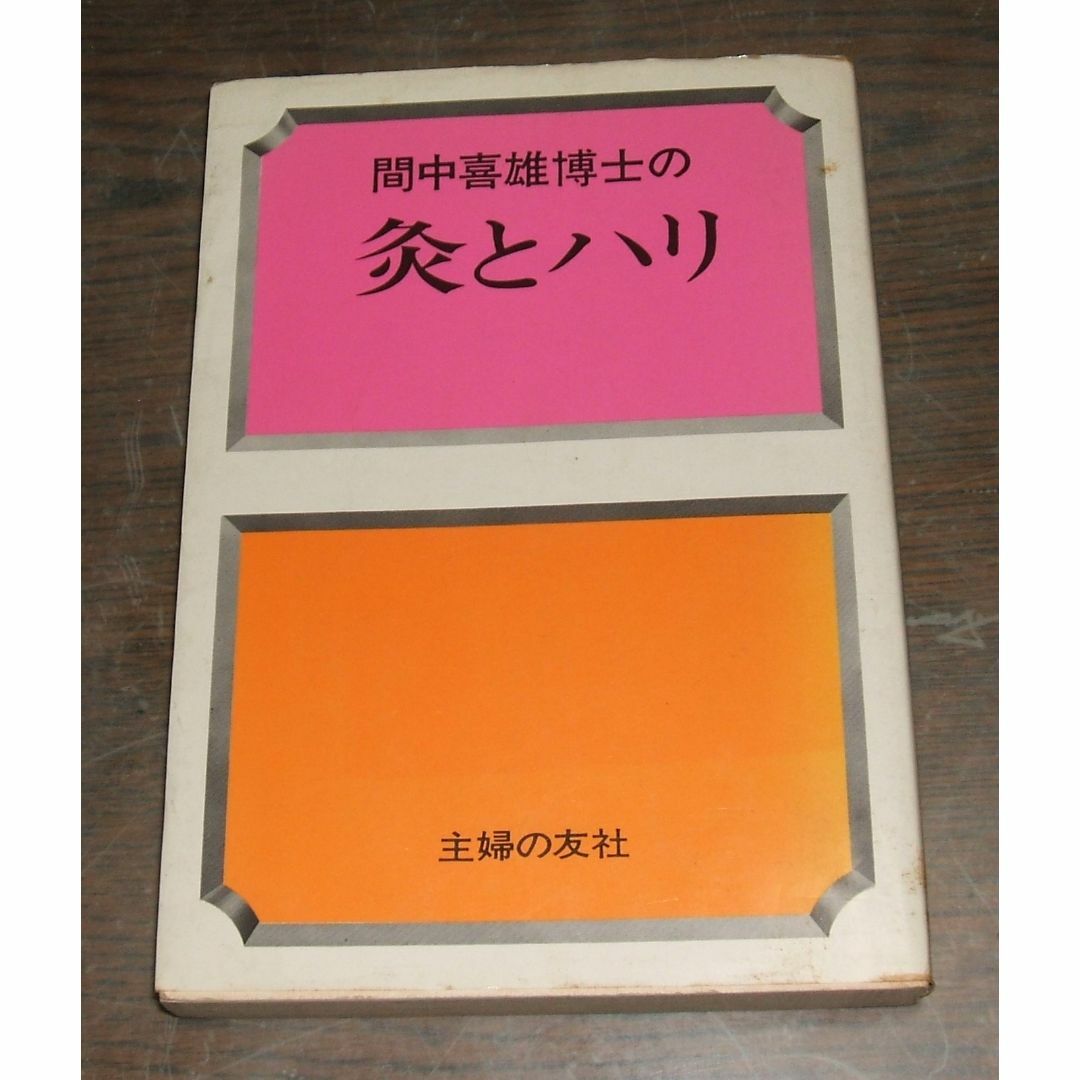 間中喜雄博士の
灸とハリ
主婦の友社